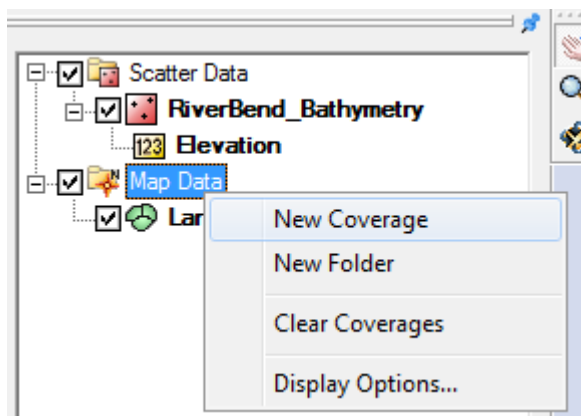 Scatter Data
RiverBend_Bathymetry
123 Elevation
N
Map Data
Lar
New Coverage
New Folder
Clear Coverages
Display Options...